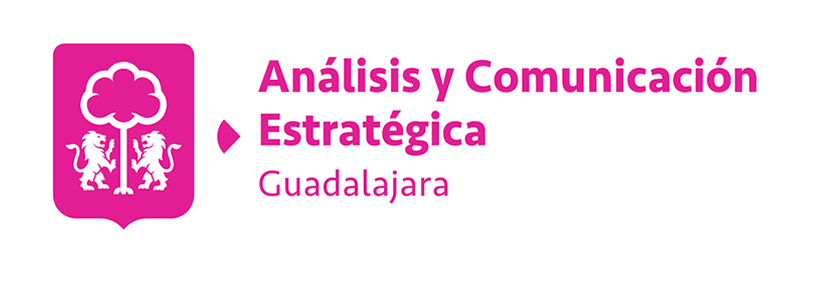 Análisis y Comunicación
Estratégica
Guadalajara